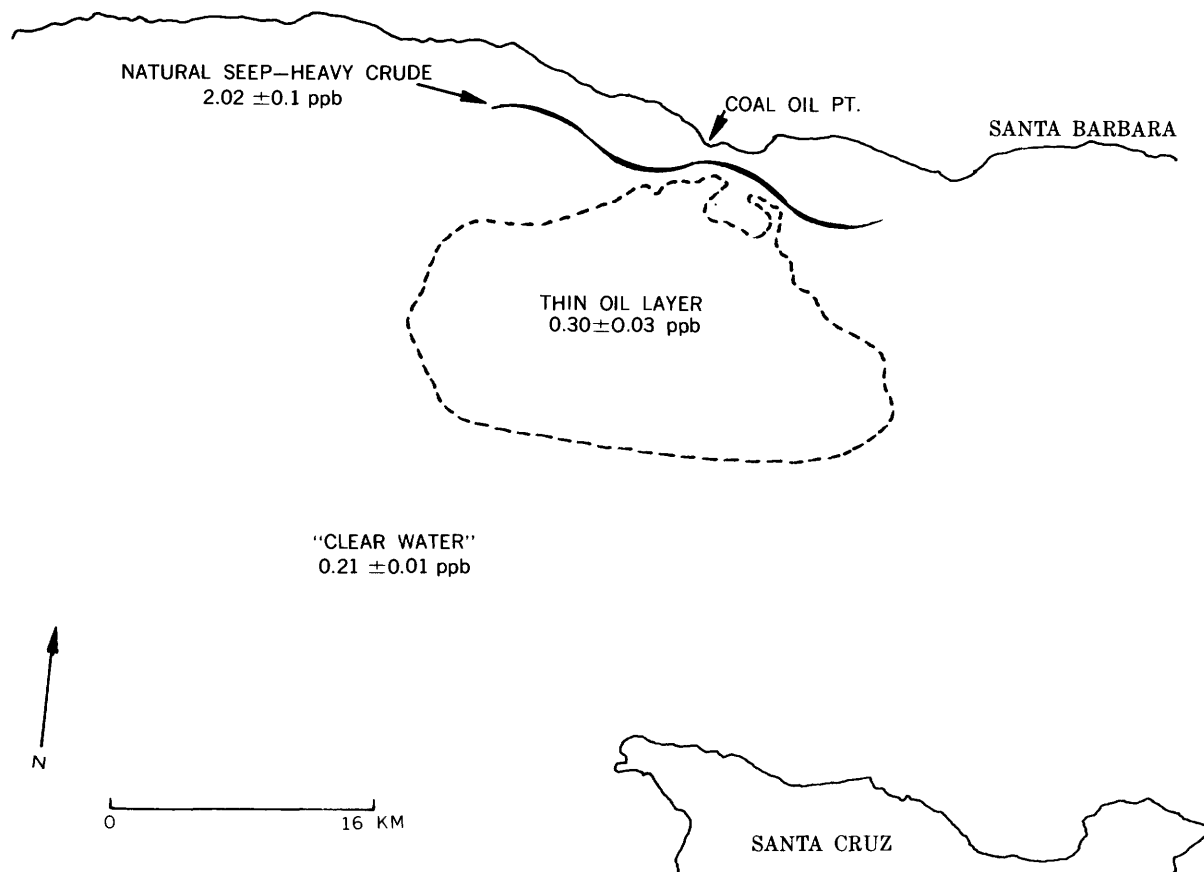 NATURAL SEEP—HEAVY CRUDE
2.02 ±0.1 ppb
COAL OIL PT.
SANTA BARBARA
THIN OIL LAYER
0.30±0.03 ppb
"CLEAR WATER"
0.21 ±0.01 ppb
N
0 16 KM
SANTA CRUZ